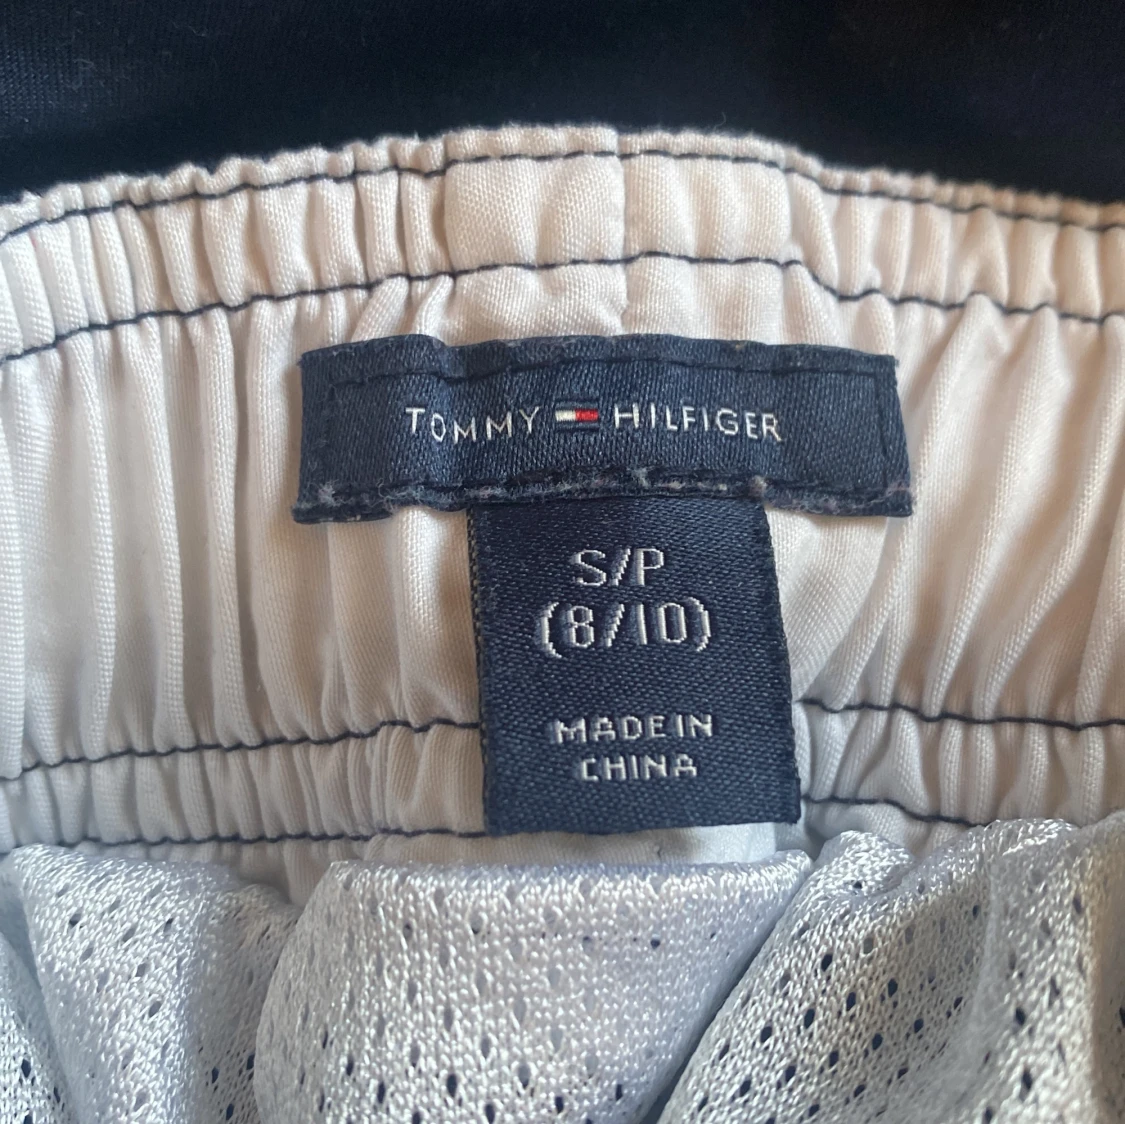 TOMMY HILFIGER
S/P
(8/10)
MADE IN
CHINA